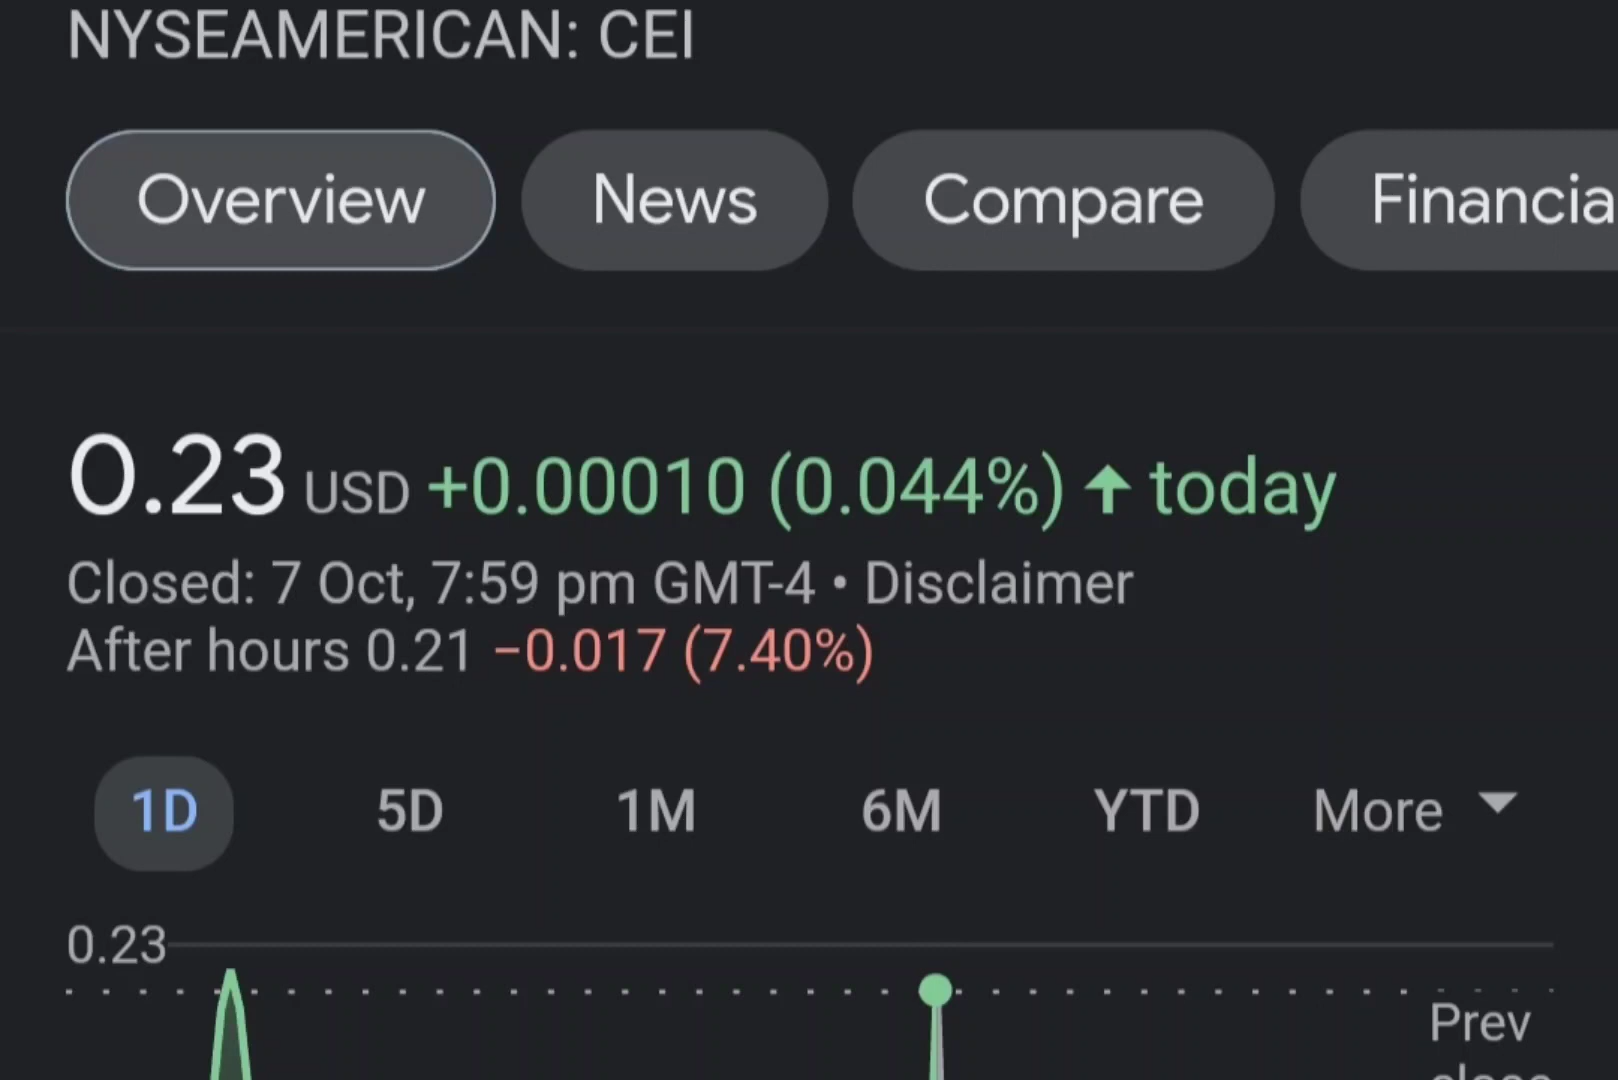 NYSEAMERICAN: CEI
Overview News Compare Financia
0.23 USD +0.00010 (0.044%) ↑ today
Closed: 7 Oct, 7:59 pm GMT-4 • Disclaimer
After hours 0.21 −0.017 (7.40%)
1D 5D 1M 6M YTD More
0.23
Prev
close